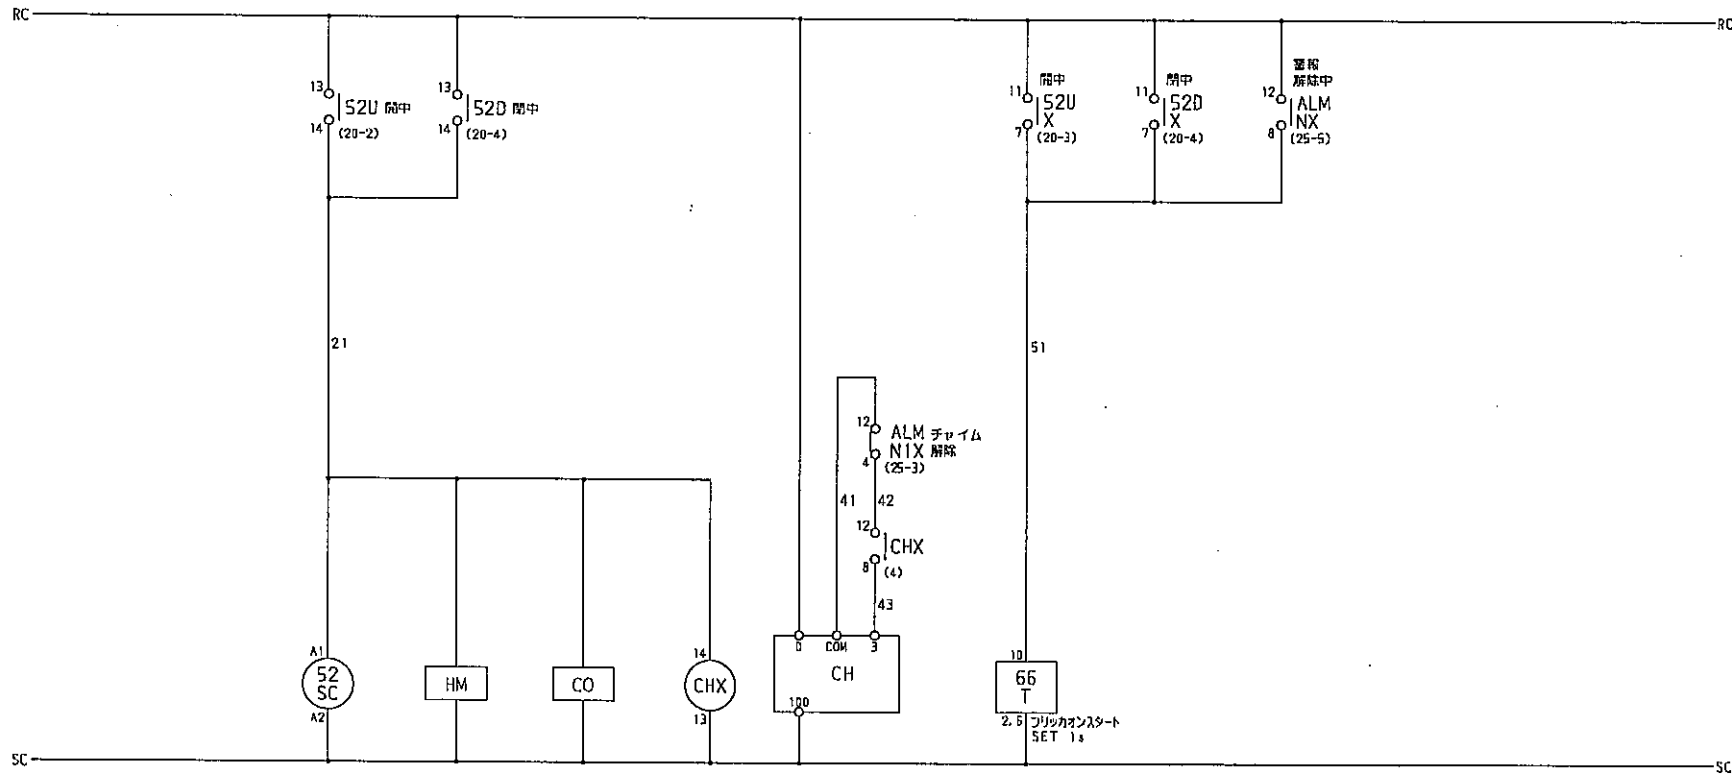 RC
RC
13
52U 開中
14
(20-2)
13
52D 閉中
14
(20-4)
開中
11
52U
X
7
(20-3)
閉中
11
52D
X
7
(20-4)
警報
解除中
12
ALM
NX
8
(25-5)
21
51
12
ALM チャイム
N1X 解除
4
(25-3)
41
42
12
CHX
8
(4)
43
A1
52
SC
A2
HM
CO
14
CHX
13
0
COM
3
CH
100
10
66
T
2,6 フリッカオンスタート
SET 1s
SC
SC